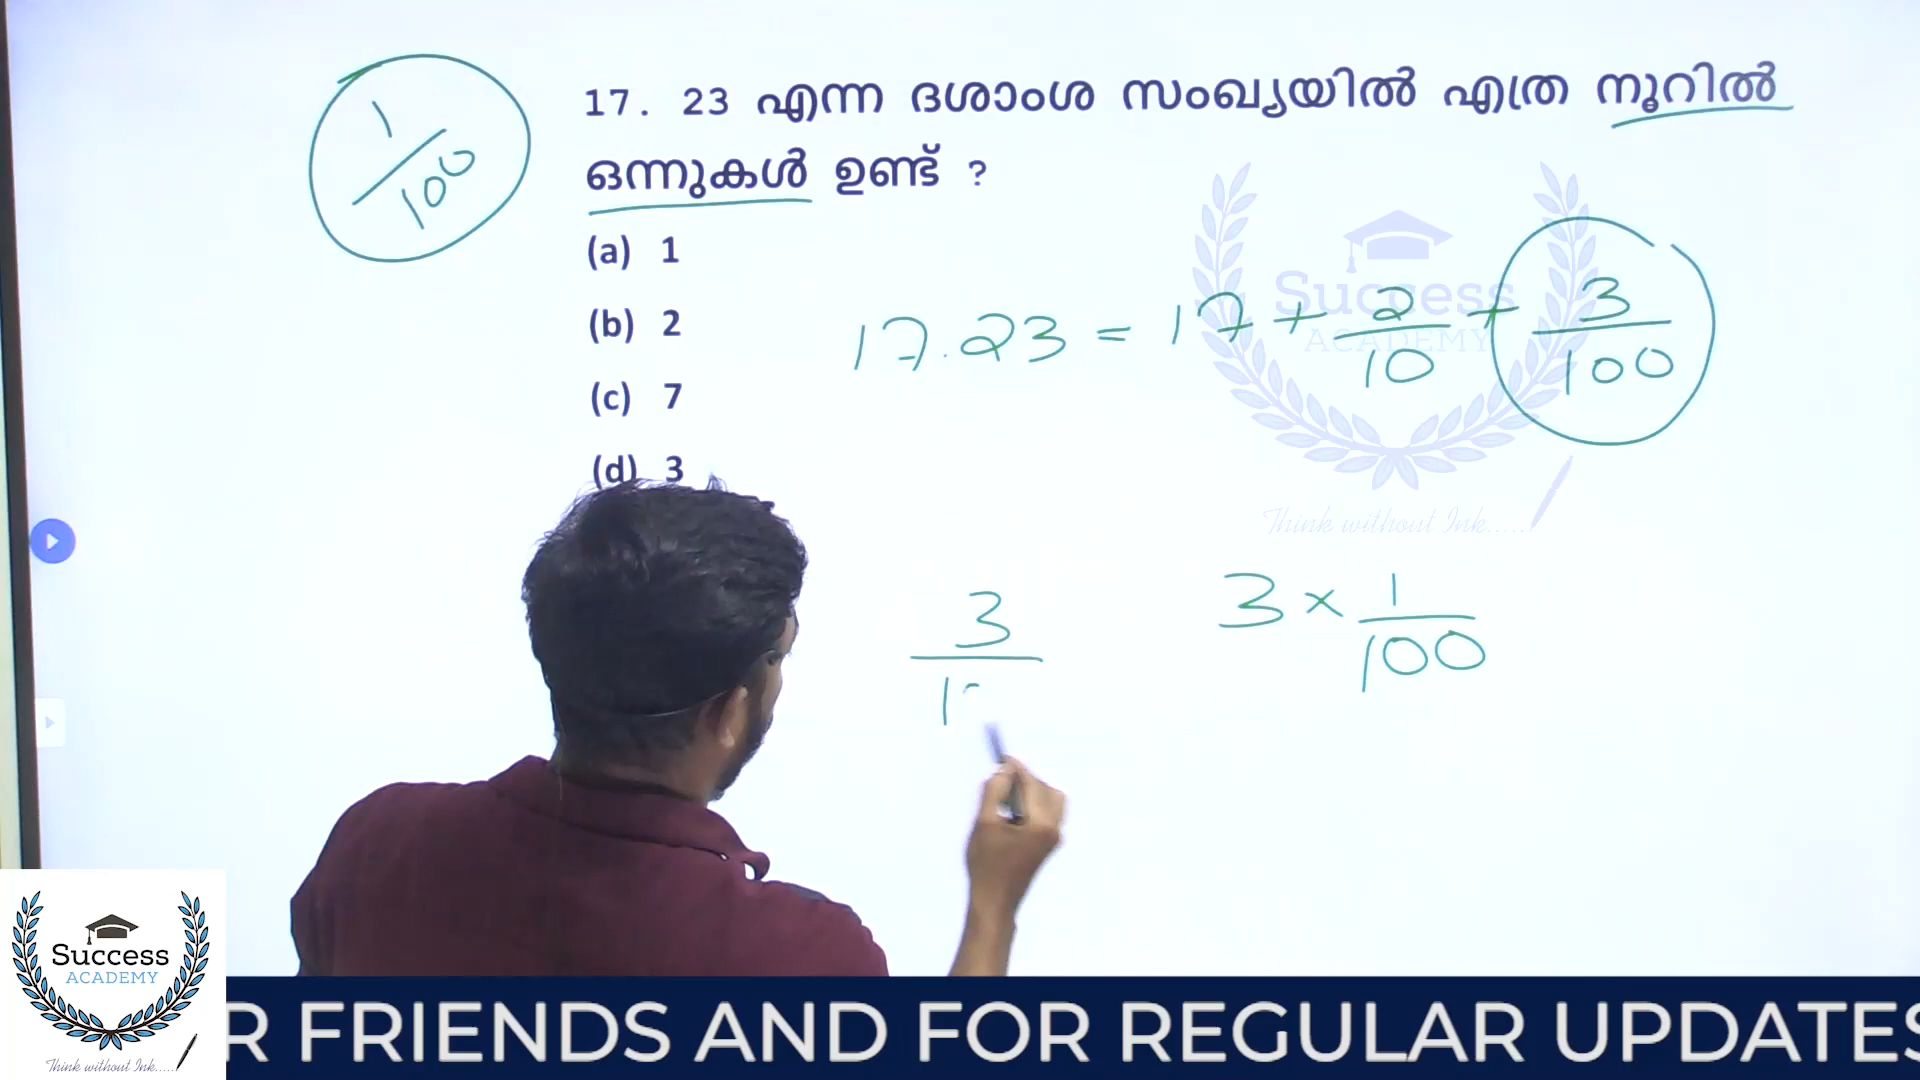 1/100
17. 23 എന്ന ദശാംശ സംഖ്യയിൽ എത്ര നൂറിൽ
ഒന്നുകൾ ഉണ്ട് ?
(a) 1
(b) 2
(c) 7
(d) 3
17.23 = 17 + 2/10 + 3/100
Success
ACADEMY
Think without Ink.....
3 × 1/100
3/10
Success
ACADEMY
Think without Ink.....
R FRIENDS AND FOR REGULAR UPDATES